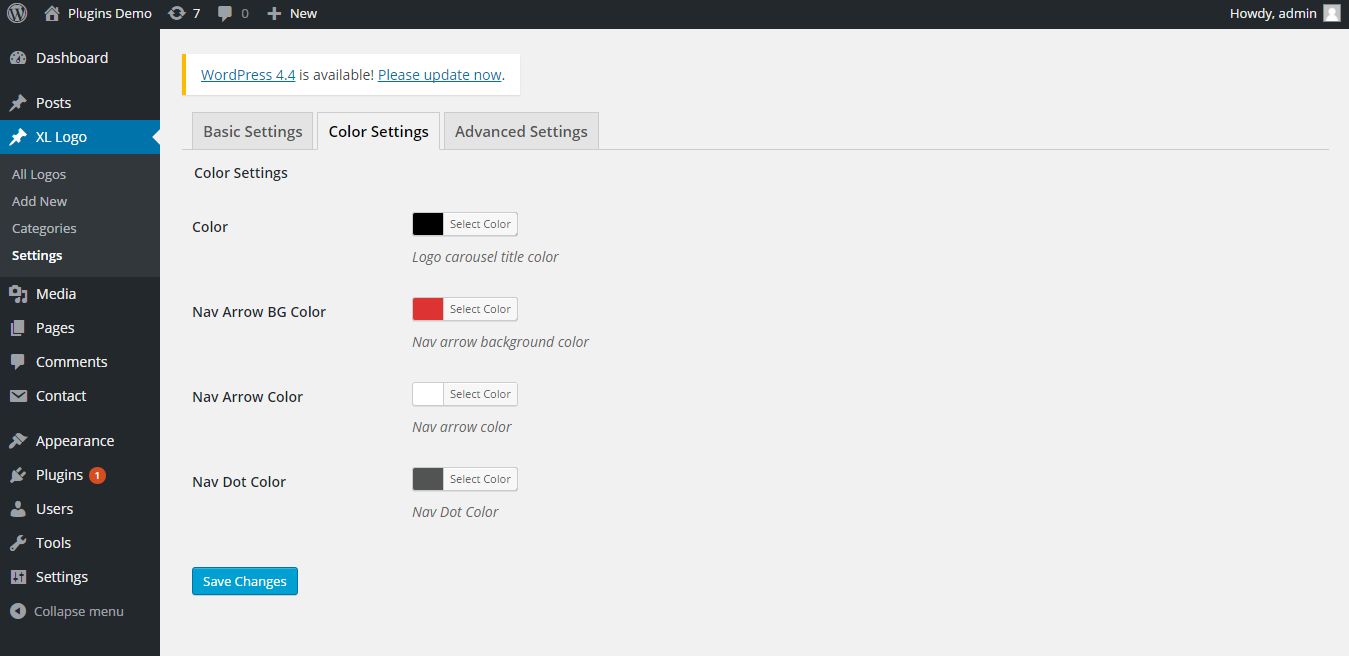 Plugins Demo 7 0 New Howdy, admin
Dashboard
Posts
XL Logo
All Logos
Add New
Categories
Settings
Media
Pages
Comments
Contact
Appearance
Plugins 1
Users
Tools
Settings
Collapse menu
WordPress 4.4 is available! Please update now.
Basic Settings Color Settings Advanced Settings
Color Settings
Color Select Color
Logo carousel title color
Nav Arrow BG Color Select Color
Nav arrow background color
Nav Arrow Color Select Color
Nav arrow color
Nav Dot Color Select Color
Nav Dot Color
Save Changes